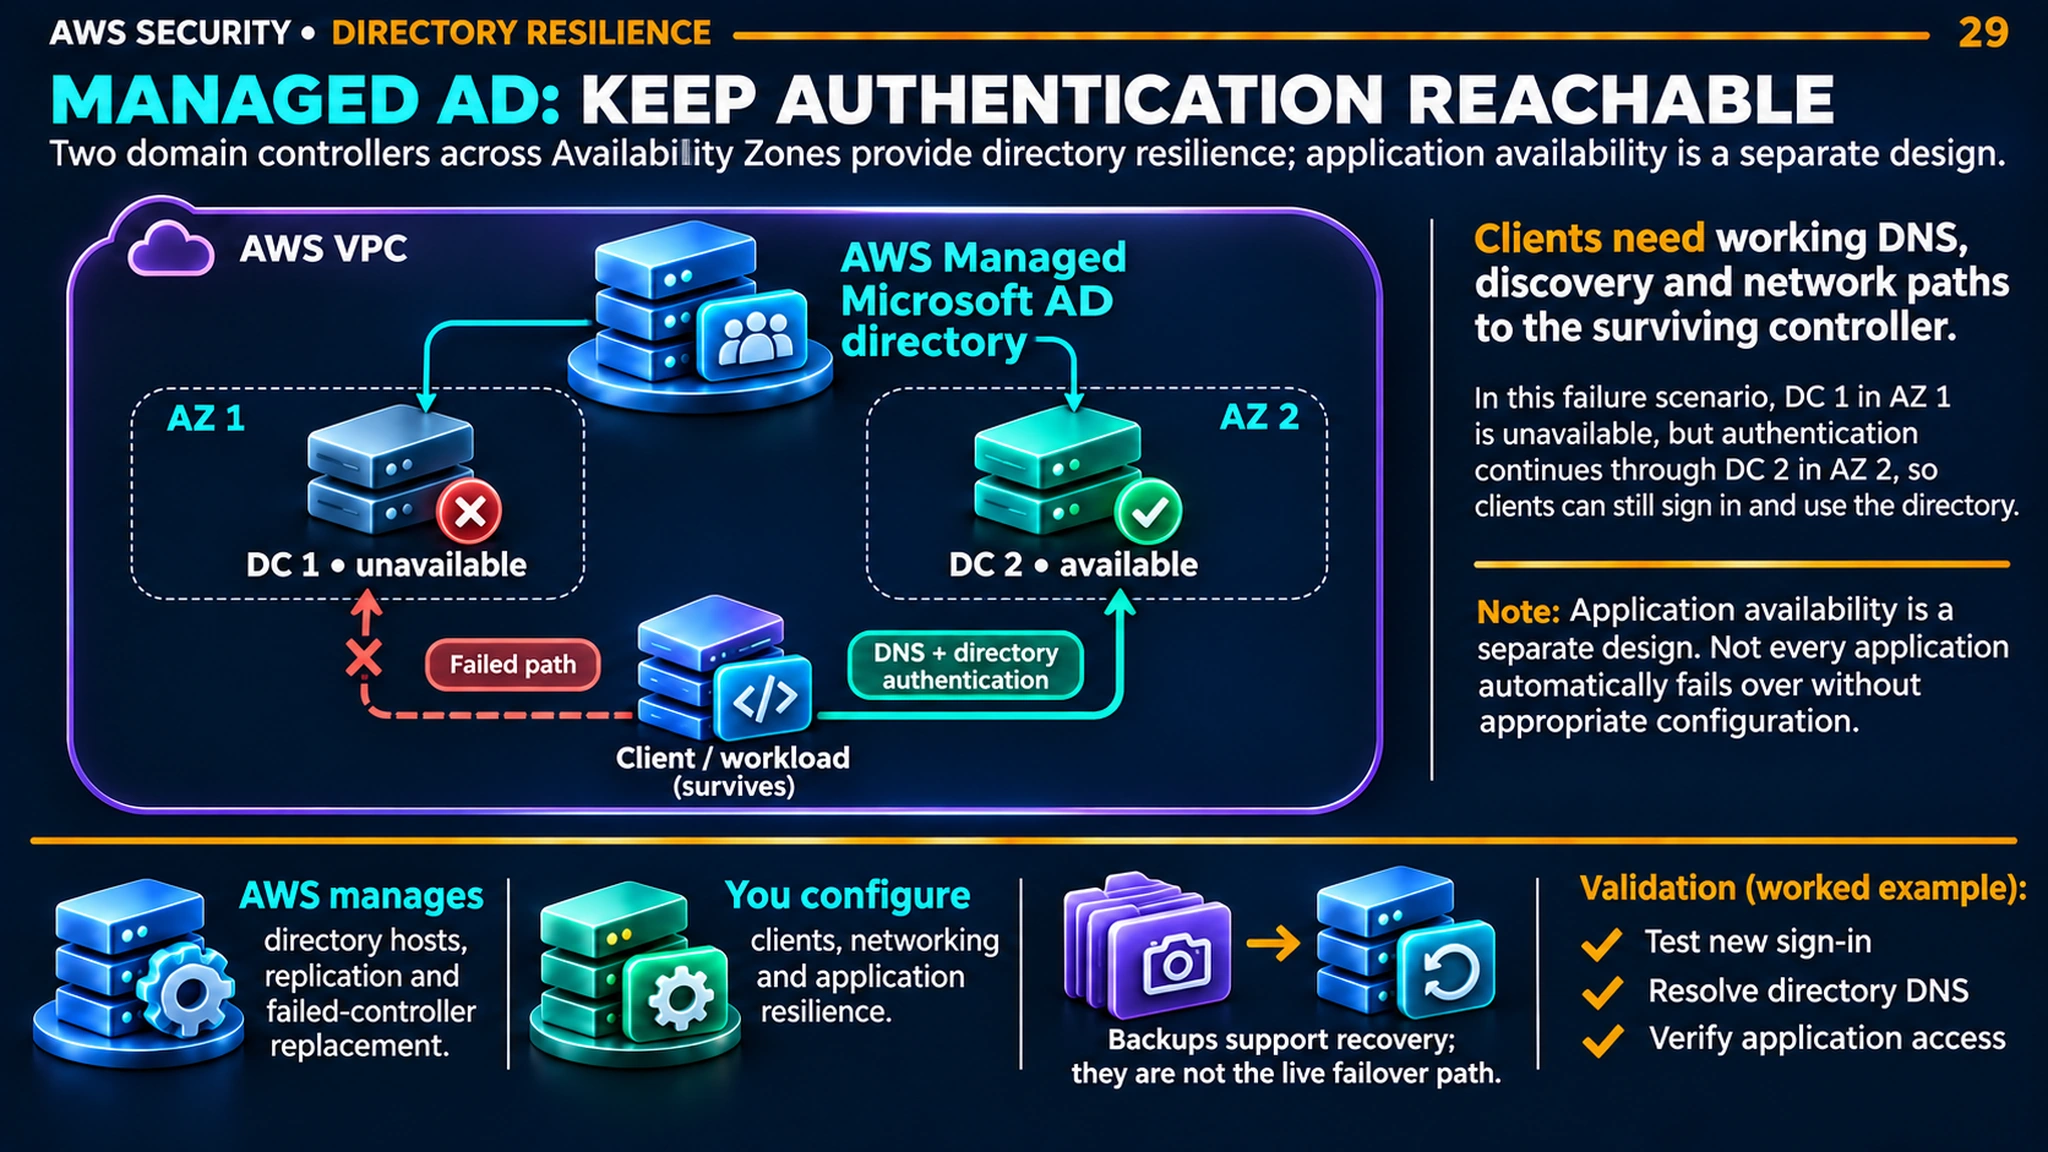 AWS SECURITY • DIRECTORY RESILIENCE
29
MANAGED AD: KEEP AUTHENTICATION REACHABLE
Two domain controllers across Availability Zones provide directory resilience; application availability is a separate design.
AWS VPC
AWS Managed
Microsoft AD
directory
AZ 1
DC 1 • unavailable
AZ 2
DC 2 • available
Failed path
DNS + directory
authentication
Client / workload
(survives)
Clients need working DNS,
discovery and network paths
to the surviving controller.
In this failure scenario, DC 1 in AZ 1
is unavailable, but authentication
continues through DC 2 in AZ 2, so
clients can still sign in and use the directory.
Note: Application availability is a
separate design. Not every application
automatically fails over without
appropriate configuration.
AWS manages
directory hosts,
replication and
failed-controller
replacement.
You configure
clients, networking
and application
resilience.
Backups support recovery;
they are not the live failover path.
Validation (worked example):
Test new sign-in
Resolve directory DNS
Verify application access